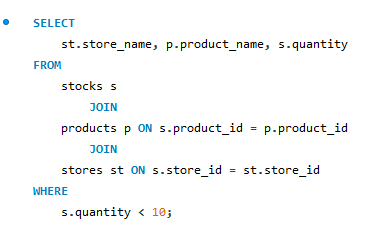 SELECT
st.store_name, p.product_name, s.quantity
FROM
stocks s
JOIN
products p ON s.product_id = p.product_id
JOIN
stores st ON s.store_id = st.store_id
WHERE
s.quantity < 10;